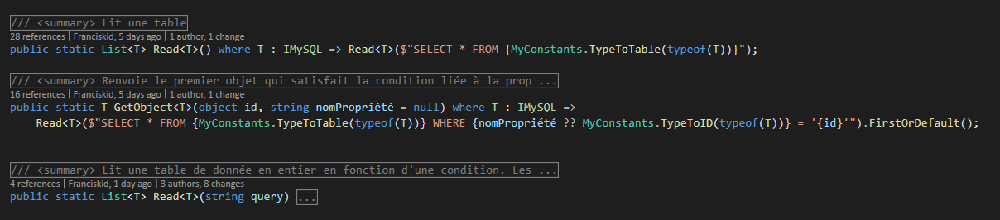 /// <summary> Lit une table
28 references | Franciskid, 5 days ago | 1 author, 1 change
public static List<T> Read<T>() where T : IMySQL => Read<T>($"SELECT * FROM {MyConstants.TypeToTable(typeof(T))}");
/// <summary> Renvoie le premier objet qui satisfait la condition liée à la prop ...
16 references | Franciskid, 5 days ago | 1 author, 1 change
public static T GetObject<T>(object id, string nomPropriété = null) where T : IMySQL =>
Read<T>($"SELECT * FROM {MyConstants.TypeToTable(typeof(T))} WHERE {nomPropriété ?? MyConstants.TypeToID(typeof(T))} = '{id}'").FirstOrDefault();
/// <summary> Lit une table de donnée en entier en fonction d'une condition. Les ...
4 references | Franciskid, 1 day ago | 3 authors, 8 changes
public static List<T> Read<T>(string query) ...